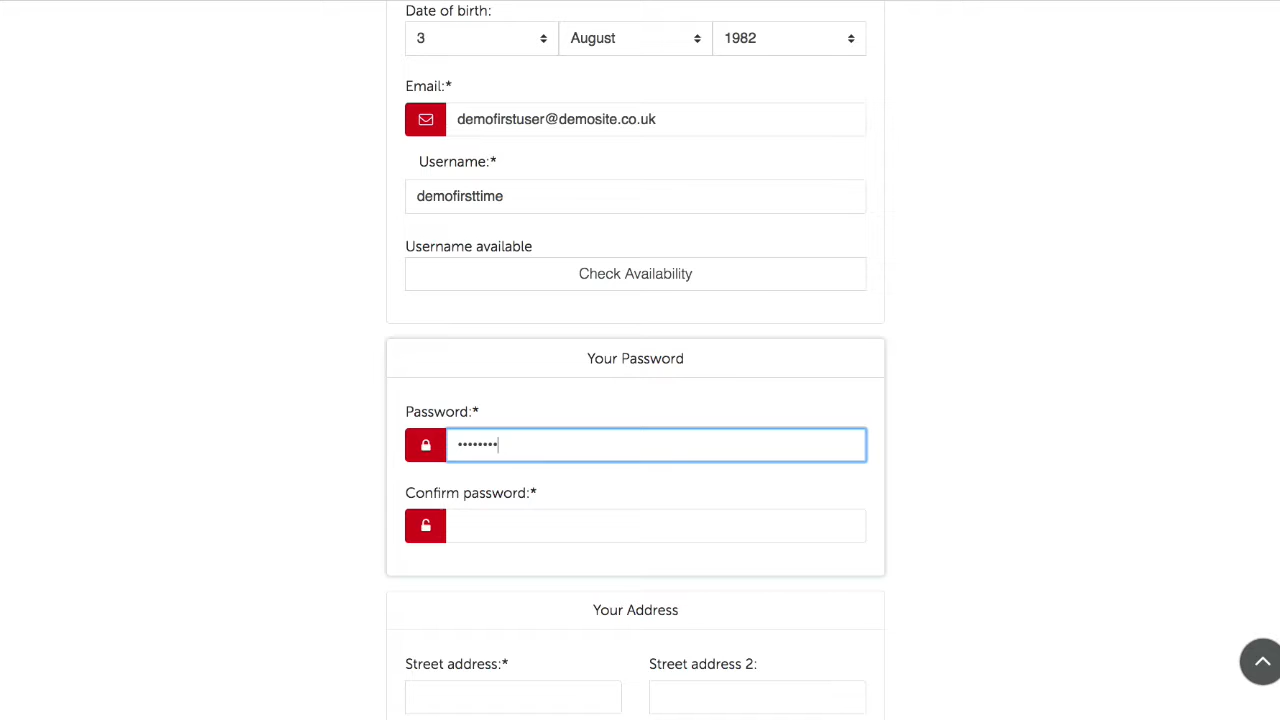 Date of birth:
3 August 1982
Email:*
demofirstuser@demosite.co.uk
Username:*
demofirsttime
Username available
Check Availability
Your Password
Password:*
••••••••
Confirm password:*
Your Address
Street address:* Street address 2: